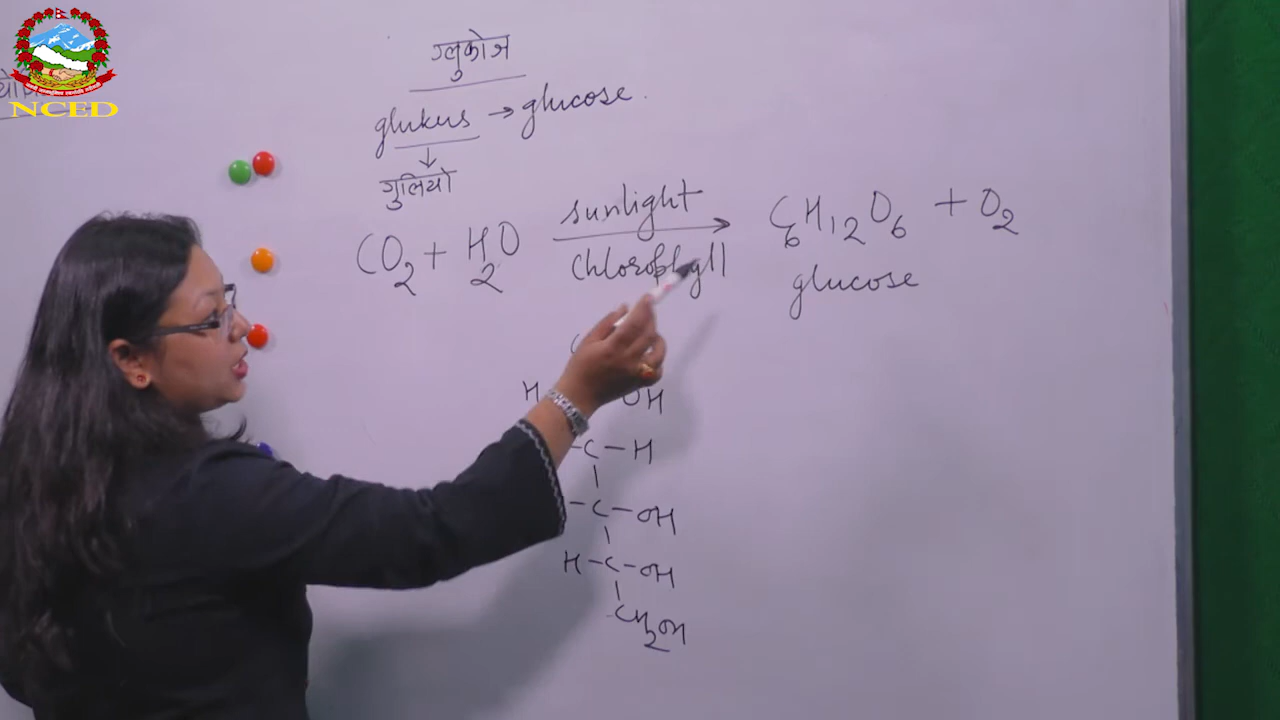 ग्लुकोज
glukus → glucose.
↓
गुलियो
CO2 + H2O sunlight → chlorophyll C6H12O6 + O2
glucose
H OH
-C-H
-C-OH
H-C-OH
CH2OH
NCED